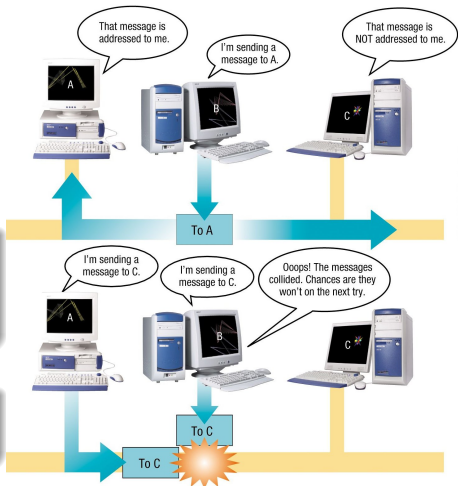 That message is
addressed to me.
I'm sending a
message to A.
That message is
NOT addressed to me.
A
B
C
To A
I'm sending a
message to C.
I'm sending a
message to C.
Ooops! The messages
collided. Chances are they
won't on the next try.
A
B
C
To C
To C